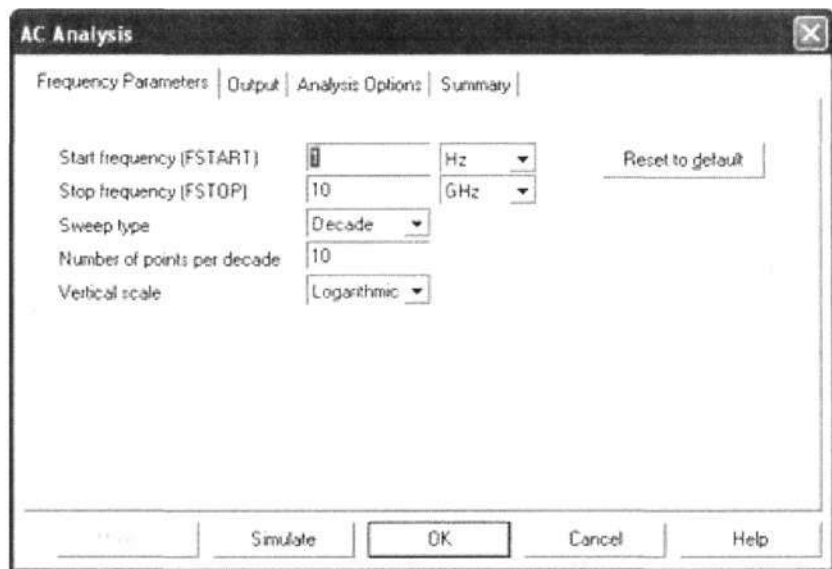 AC Analysis
Frequency Parameters Output Analysis Options Summary
Start frequency (FSTART) Hz Reset to default
Stop frequency (FSTOP) 10 GHz
Sweep type Decade
Number of points per decade 10
Vertical scale Logarithmic
Simulate OK Cancel Help